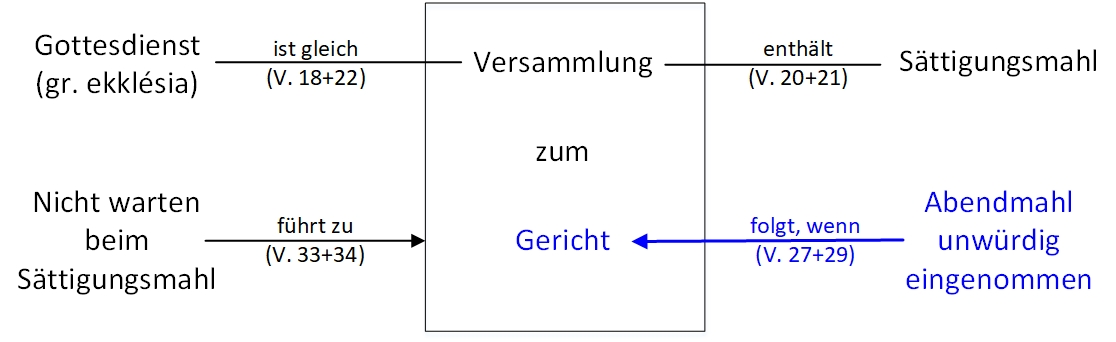 Gottesdienst
(gr. ekklésia)
ist gleich
(V. 18+22)
Versammlung
enthält
(V. 20+21)
Sättigungsmahl
zum
Nicht warten
beim
Sättigungsmahl
führt zu
(V. 33+34)
Gericht
folgt, wenn
(V. 27+29)
Abendmahl
unwürdig
eingenommen